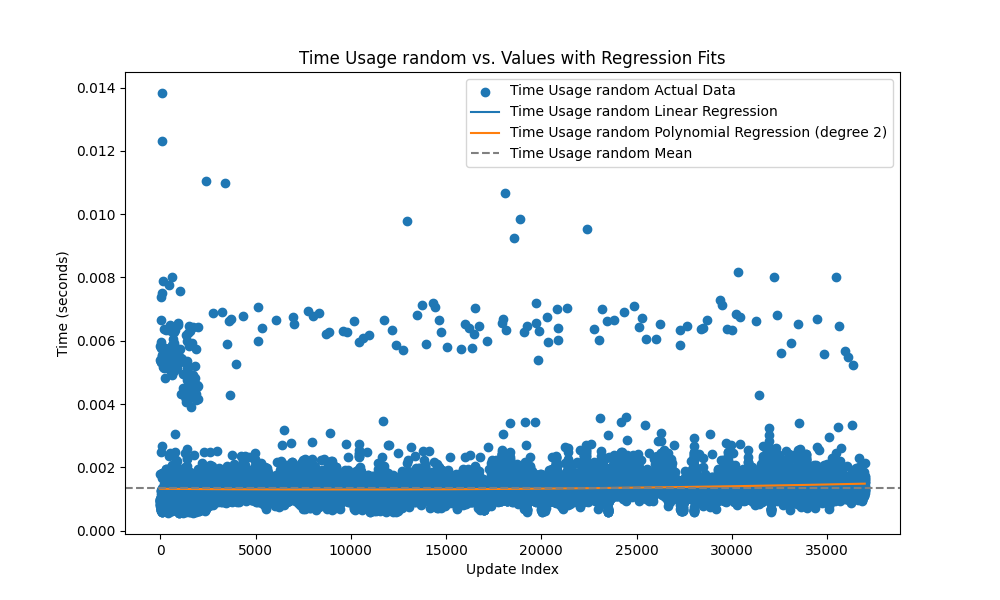 Time Usage random vs. Values with Regression Fits
Time Usage random Actual Data
Time Usage random Linear Regression
Time Usage random Polynomial Regression (degree 2)
Time Usage random Mean
Time (seconds)
0.014
0.012
0.010
0.008
0.006
0.004
0.002
0.000
0 5000 10000 15000 20000 25000 30000 35000
Update Index